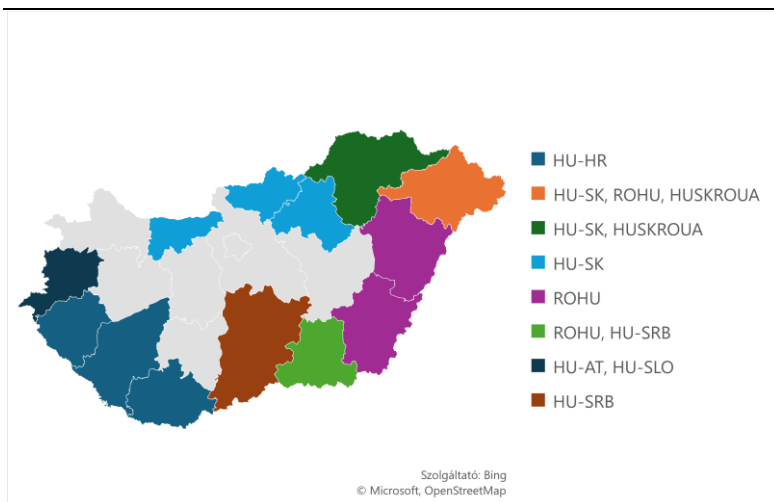 HU-HR
HU-SK, ROHU, HUSKROUA
HU-SK, HUSKROUA
HU-SK
ROHU
ROHU, HU-SRB
HU-AT, HU-SLO
HU-SRB
Szolgáltató: Bing
© Microsoft, OpenStreetMap